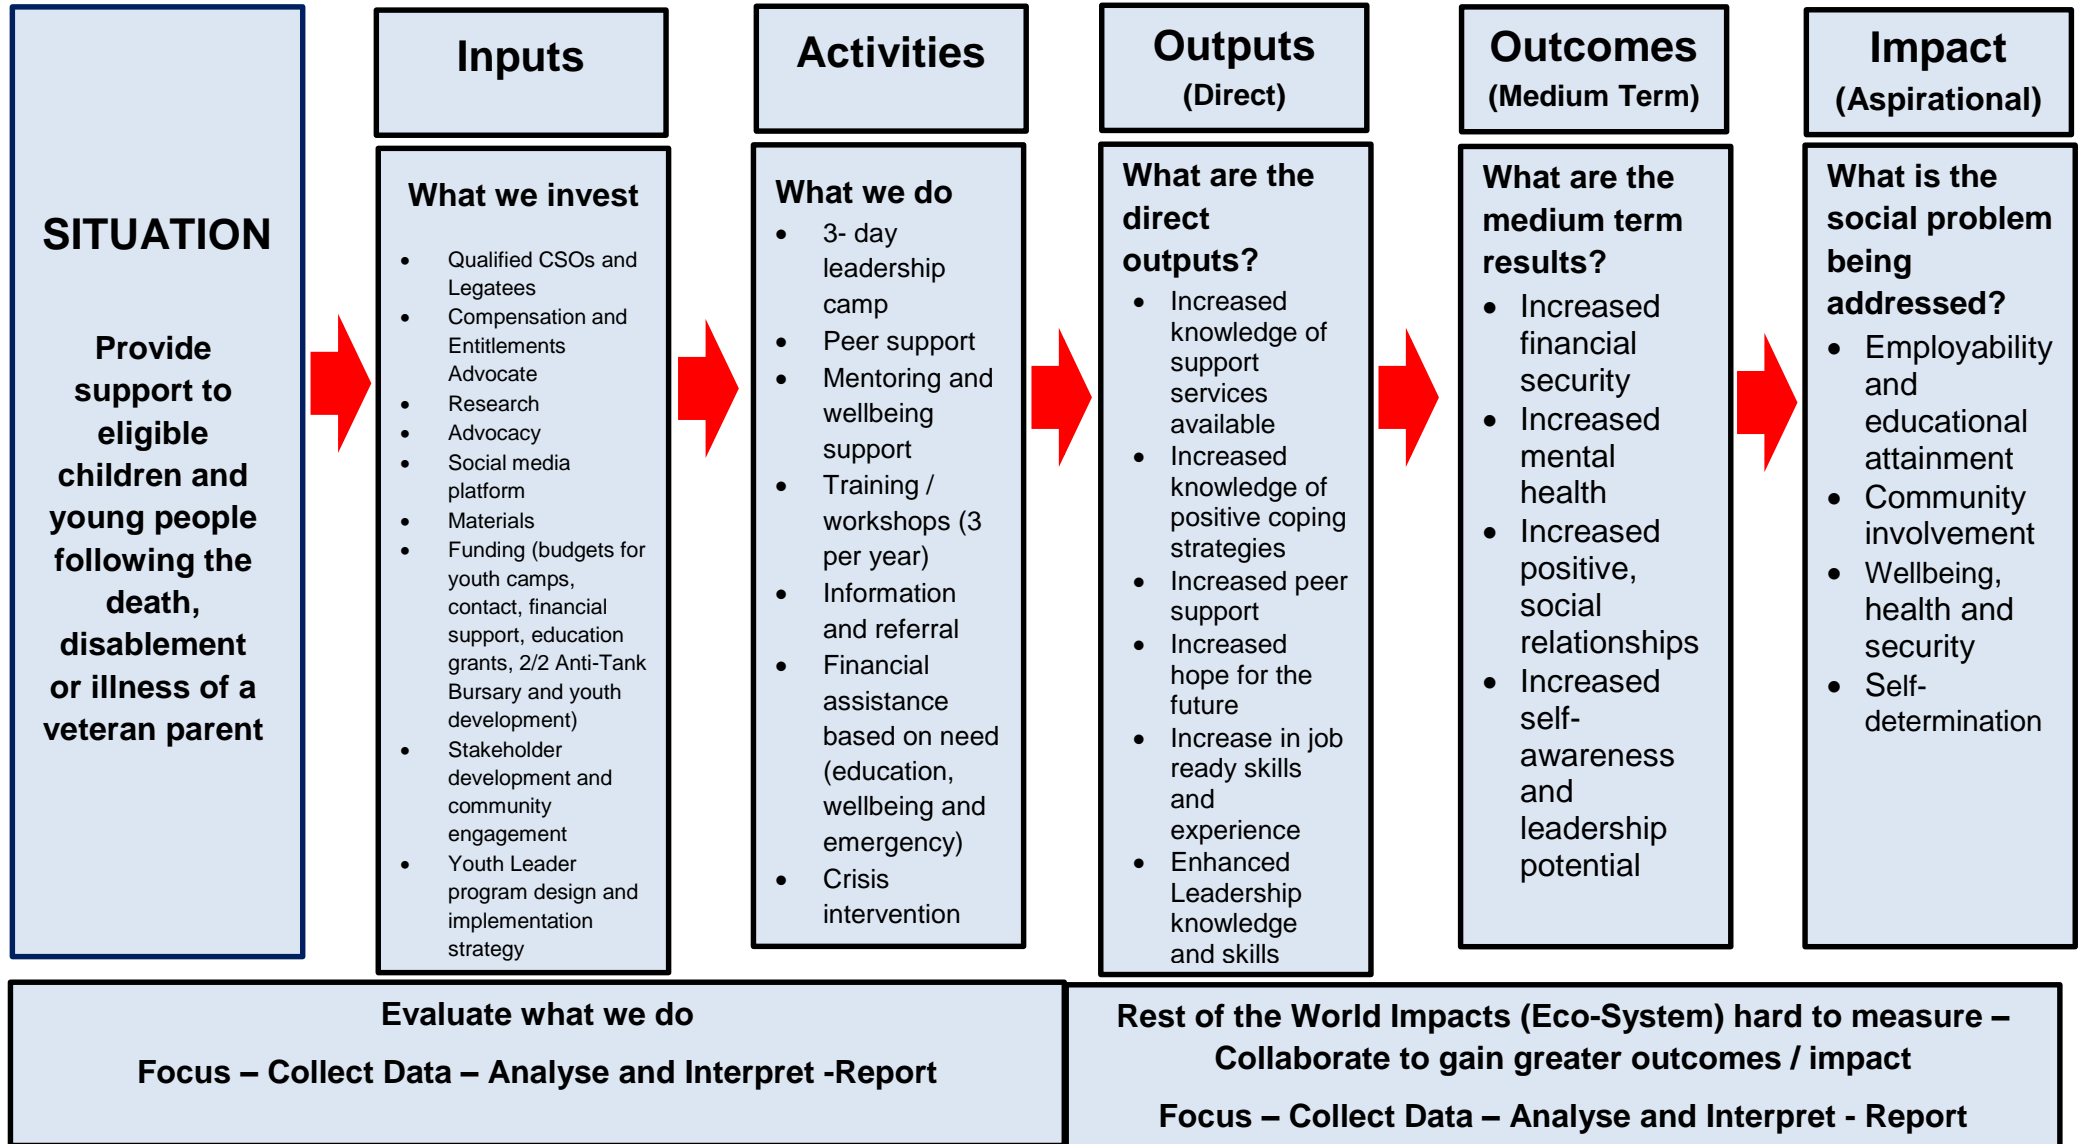 SITUATION
Provide
support to
eligible
children and
young people
following the
death,
disablement
or illness of a
veteran parent
Inputs
What we invest
• Qualified CSOs and
Legatees
• Compensation and
Entitlements
Advocate
• Research
• Advocacy
• Social media
platform
• Materials
• Funding (budgets for
youth camps,
contact, financial
support, education
grants, 2/2 Anti-Tank
Bursary and youth
development)
• Stakeholder
development and
community
engagement
• Youth Leader
program design and
implementation
strategy
Activities
What we do
• 3- day
leadership
camp
• Peer support
• Mentoring and
wellbeing
support
• Training /
workshops (3
per year)
• Information
and referral
• Financial
assistance
based on need
(education,
wellbeing and
emergency)
• Crisis
intervention
Outputs
(Direct)
What are the
direct
outputs?
• Increased
knowledge of
support
services
available
• Increased
knowledge of
positive coping
strategies
• Increased peer
support
• Increased
hope for the
future
• Increase in job
ready skills
and
experience
• Enhanced
Leadership
knowledge
and skills
Outcomes
(Medium Term)
What are the
medium term
results?
• Increased
financial
security
• Increased
mental
health
• Increased
positive,
social
relationships
• Increased
self-
awareness
and
leadership
potential
Impact
(Aspirational)
What is the
social problem
being
addressed?
• Employability
and
educational
attainment
• Community
involvement
• Wellbeing,
health and
security
• Self-
determination
Evaluate what we do
Focus – Collect Data – Analyse and Interpret -Report
Rest of the World Impacts (Eco-System) hard to measure –
Collaborate to gain greater outcomes / impact
Focus – Collect Data – Analyse and Interpret - Report